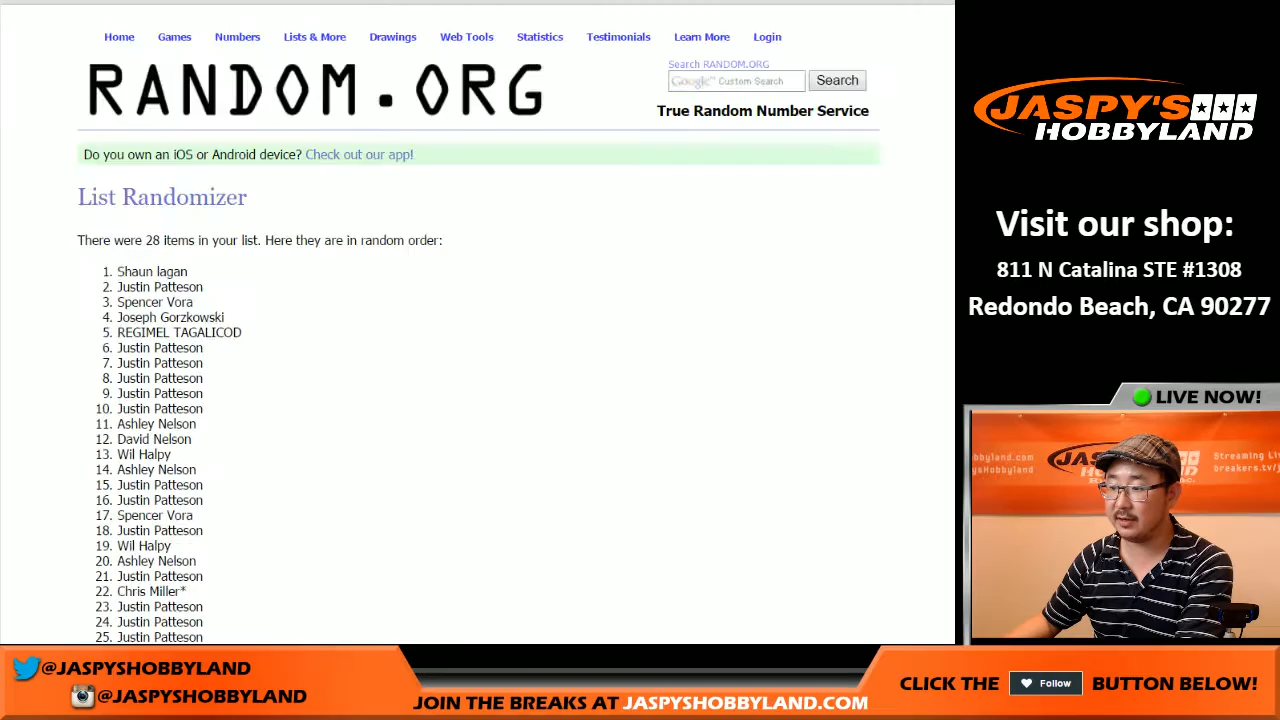 Home Games Numbers Lists & More Drawings Web Tools Statistics Testimonials Learn More Login
RANDOM.ORG
Search RANDOM.ORG
Google™ Custom Search Search
True Random Number Service
Do you own an iOS or Android device? Check out our app!
List Randomizer
There were 28 items in your list. Here they are in random order:
1. Shaun lagan
2. Justin Patteson
3. Spencer Vora
4. Joseph Gorzkowski
5. REGIMEL TAGALICOD
6. Justin Patteson
7. Justin Patteson
8. Justin Patteson
9. Justin Patteson
10. Justin Patteson
11. Ashley Nelson
12. David Nelson
13. Wil Halpy
14. Ashley Nelson
15. Justin Patteson
16. Justin Patteson
17. Spencer Vora
18. Justin Patteson
19. Wil Halpy
20. Ashley Nelson
21. Justin Patteson
22. Chris Miller*
23. Justin Patteson
24. Justin Patteson
25. Justin Patteson
JASPY'S
HOBBYLAND
Visit our shop:
811 N Catalina STE #1308
Redondo Beach, CA 90277
LIVE NOW!
Streaming Li
breakers.tv/j
@JASPYSHOBBYLAND
@JASPYSHOBBYLAND
JOIN THE BREAKS AT JASPYSHOBBYLAND.COM
CLICK THE Follow BUTTON BELOW!